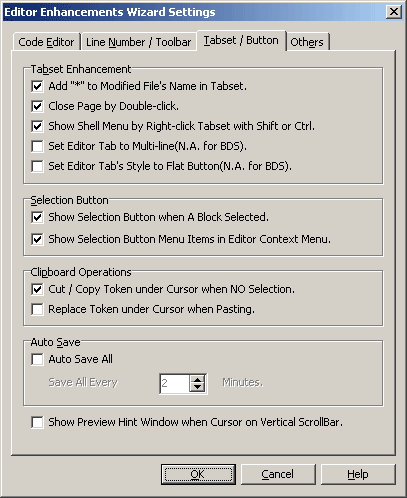 Editor Enhancements Wizard Settings
Code Editor
Line Number / Toolbar
Tabset / Button
Others
Tabset Enhancement
Add "*" to Modified File's Name in Tabset.
Close Page by Double-click.
Show Shell Menu by Right-click Tabset with Shift or Ctrl.
Set Editor Tab to Multi-line(N.A. for BDS).
Set Editor Tab's Style to Flat Button(N.A. for BDS).
Selection Button
Show Selection Button when A Block Selected.
Show Selection Button Menu Items in Editor Context Menu.
Clipboard Operations
Cut / Copy Token under Cursor when NO Selection.
Replace Token under Cursor when Pasting.
Auto Save
Auto Save All
Save All Every 2 Minutes.
Show Preview Hint Window when Cursor on Vertical ScrollBar.
OK
Cancel
Help